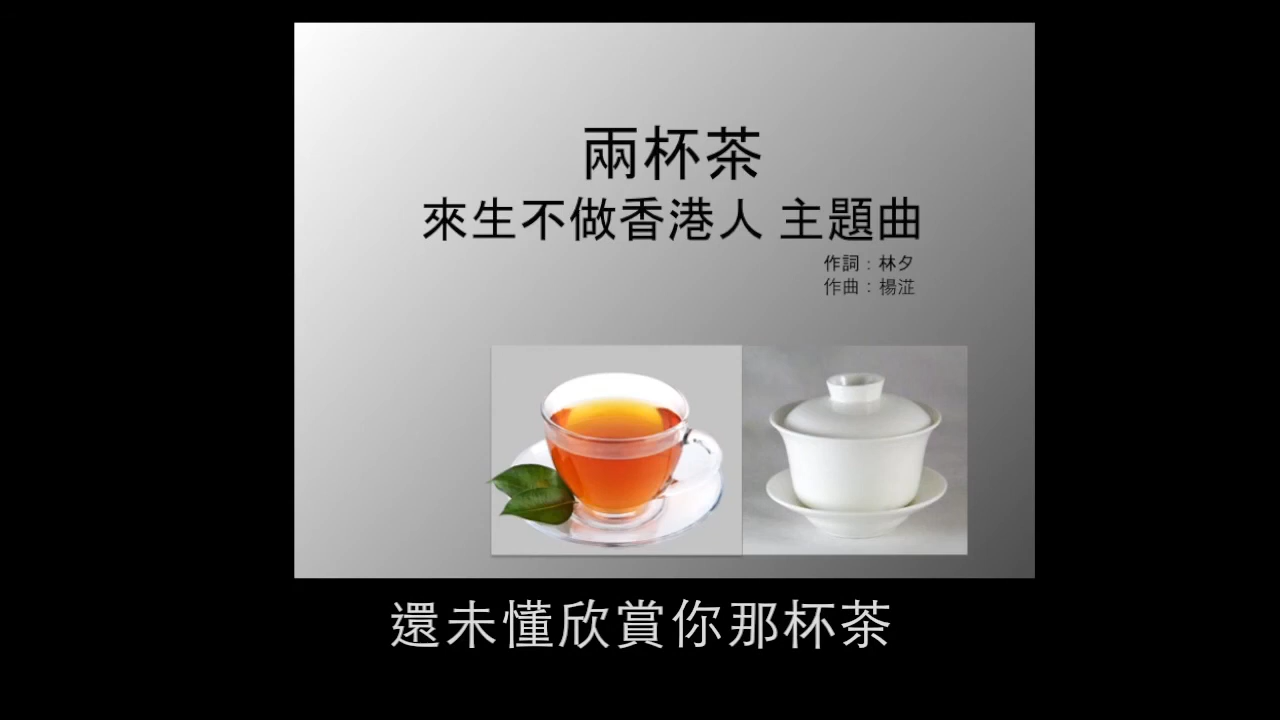 兩杯茶
來生不做香港人 主題曲
作詞：林夕
作曲：楊淽
還未懂欣賞你那杯茶